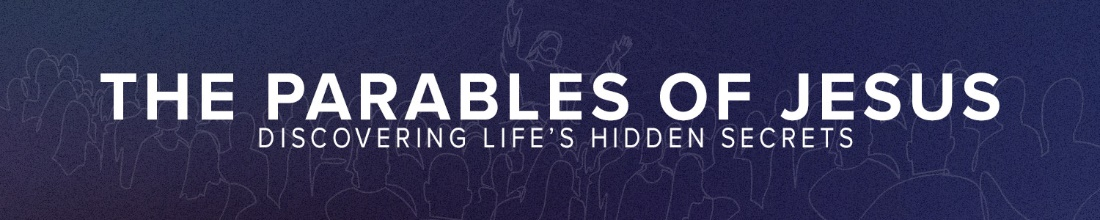 THE PARABLES OF JESUS
DISCOVERING LIFE’S HIDDEN SECRETS